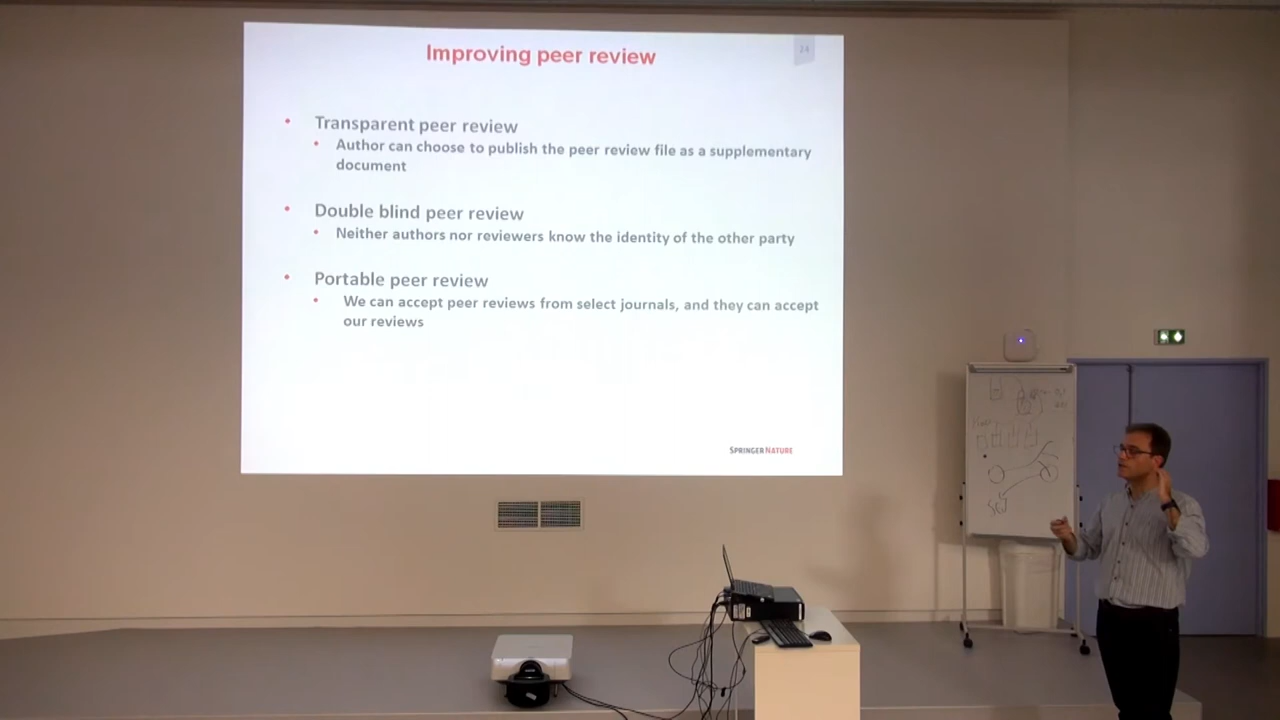 Improving peer review
24
• Transparent peer review
• Author can choose to publish the peer review file as a supplementary
document
• Double blind peer review
• Neither authors nor reviewers know the identity of the other party
• Portable peer review
• We can accept peer reviews from select journals, and they can accept
our reviews
SPRINGER NATURE